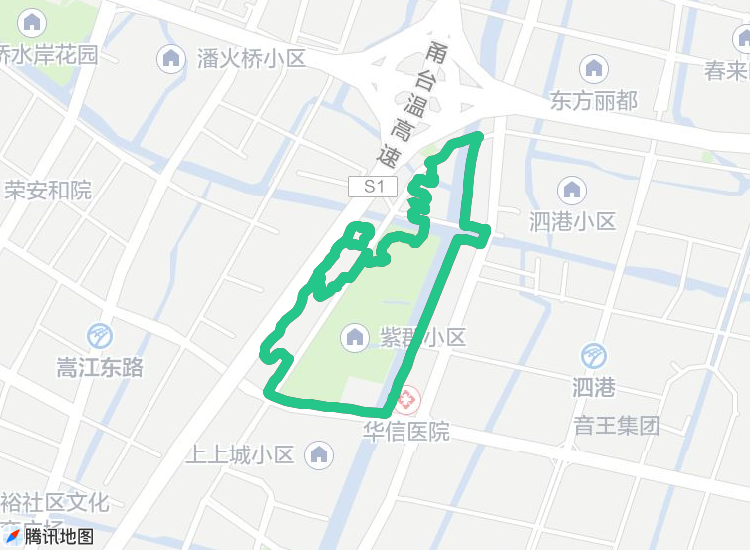 桥水岸花园
潘火桥小区
甬台温高速
东方丽都
春来
S1
荣安和院
泗港小区
嵩江东路
紫郡小区
泗港
华信医院
音王集团
上上城小区
裕社区文化
腾讯地图